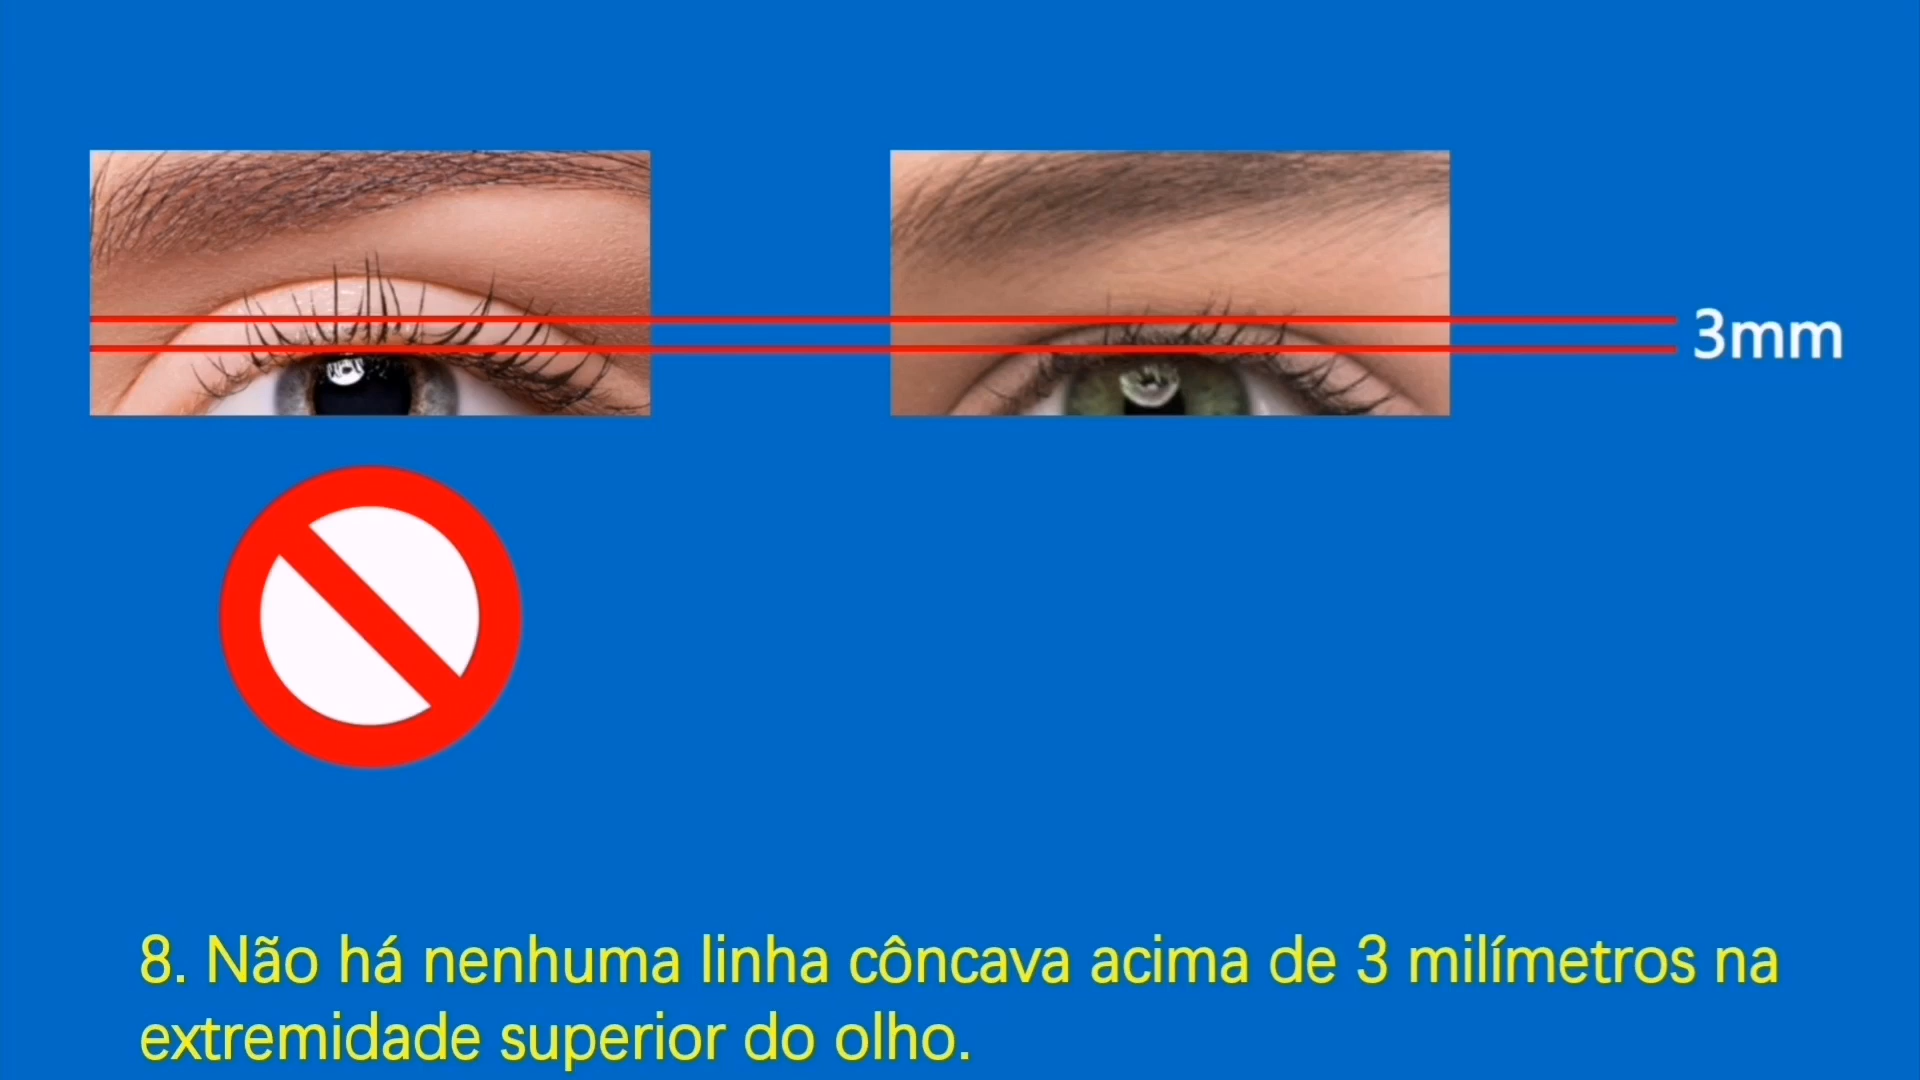 3mm
8. Não há nenhuma linha côncava acima de 3 milímetros na
extremidade superior do olho.